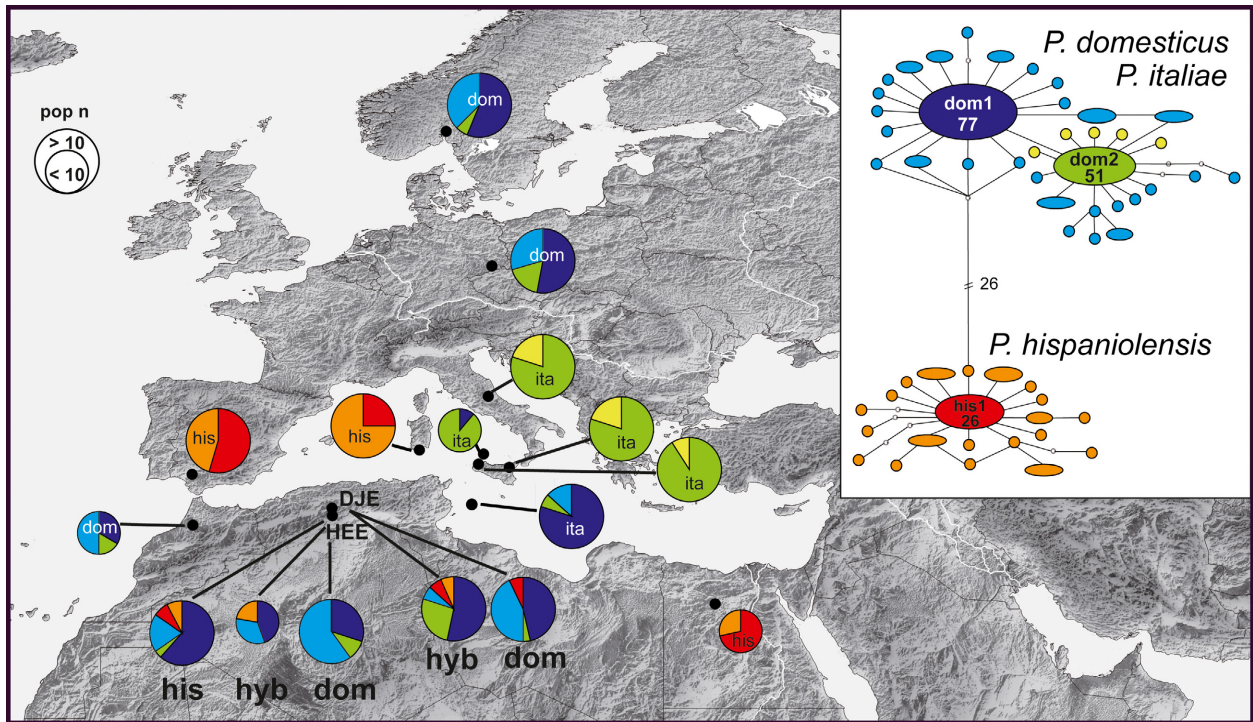 pop n
> 10
< 10
dom
dom
ita
his
his
ita
ita
ita
ita
dom
DJE
HEE
his
hyb
dom
hyb
dom
his
P. domesticus
P. italiae
dom1
77
dom2
51
26
P. hispaniolensis
his1
26